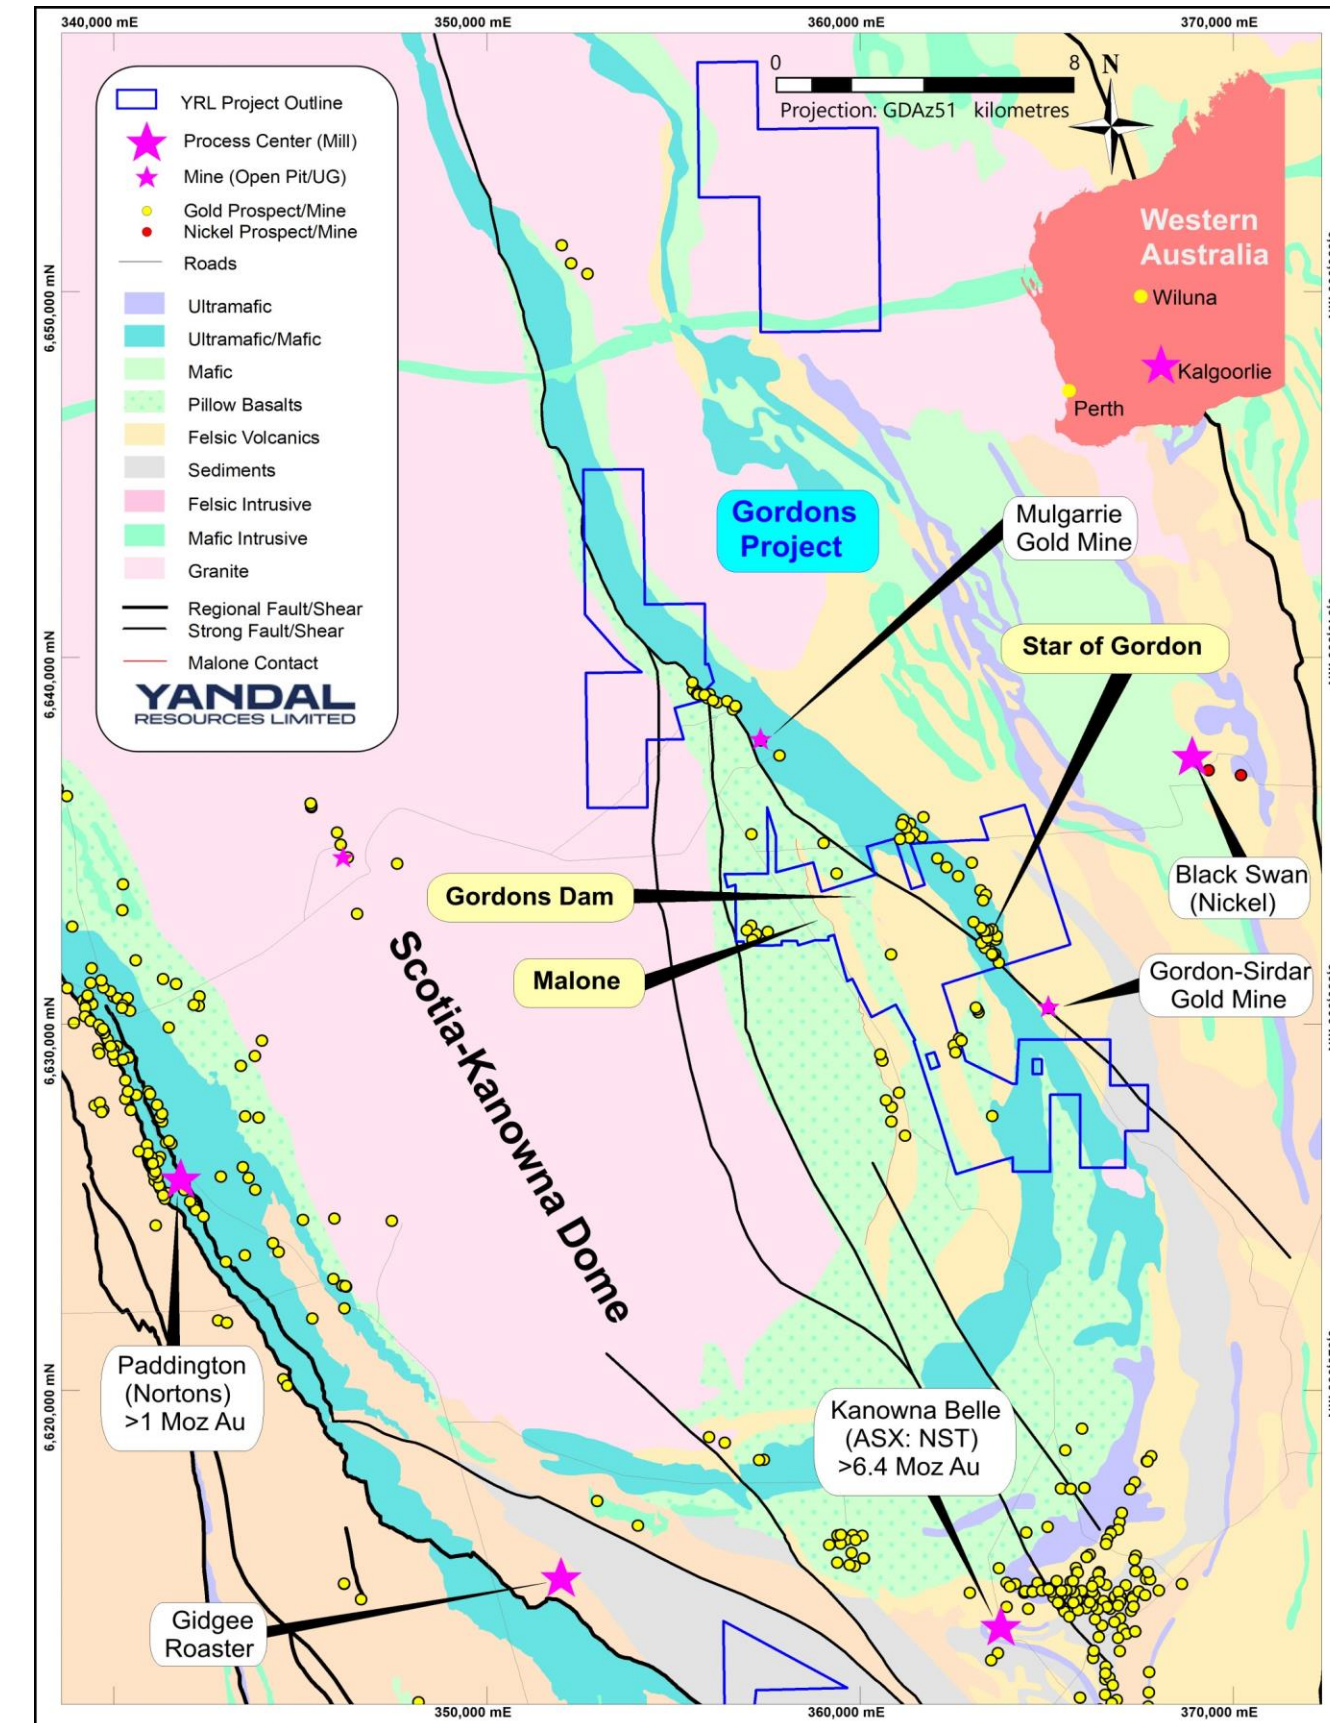 340,000 mE
350,000 mE
360,000 mE
370,000 mE
YRL Project Outline
Process Center (Mill)
Mine (Open Pit/UG)
Gold Prospect/Mine
Nickel Prospect/Mine
Roads
Ultramafic
Ultramafic/Mafic
Mafic
Pillow Basalts
Felsic Volcanics
Sediments
Felsic Intrusive
Mafic Intrusive
Granite
Regional Fault/Shear
Strong Fault/Shear
Malone Contact
YANDAL
RESOURCES LIMITED
0
8
N
Projection: GDAz51 kilometres
Western
Australia
Wiluna
Kalgoorlie
Perth
6,650,000 mN
6,640,000 mN
6,630,000 mN
6,620,000 mN
Gordons
Project
Mulgarrie
Gold Mine
Star of Gordon
Black Swan
(Nickel)
Gordons Dam
Malone
Gordon-Sirdar
Gold Mine
Scotia-Kanowna Dome
Paddington
(Nortons)
>1 Moz Au
Kanowna Belle
(ASX: NST)
>6.4 Moz Au
Gidgee
Roaster
350,000 mE
360,000 mE
370,000 mE